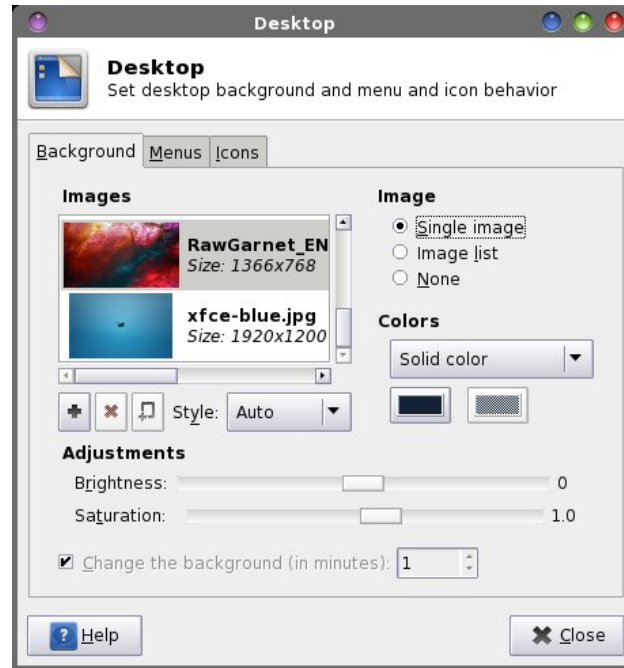 Desktop
Desktop
Set desktop background and menu and icon behavior
Background Menus Icons
Images
RawGarnet_EN
Size: 1366x768
xfce-blue.jpg
Size: 1920x1200
Style: Auto
Image
Single image
Image list
None
Colors
Solid color
Adjustments
Brightness: 0
Saturation: 1.0
Change the background (in minutes): 1
Help Close